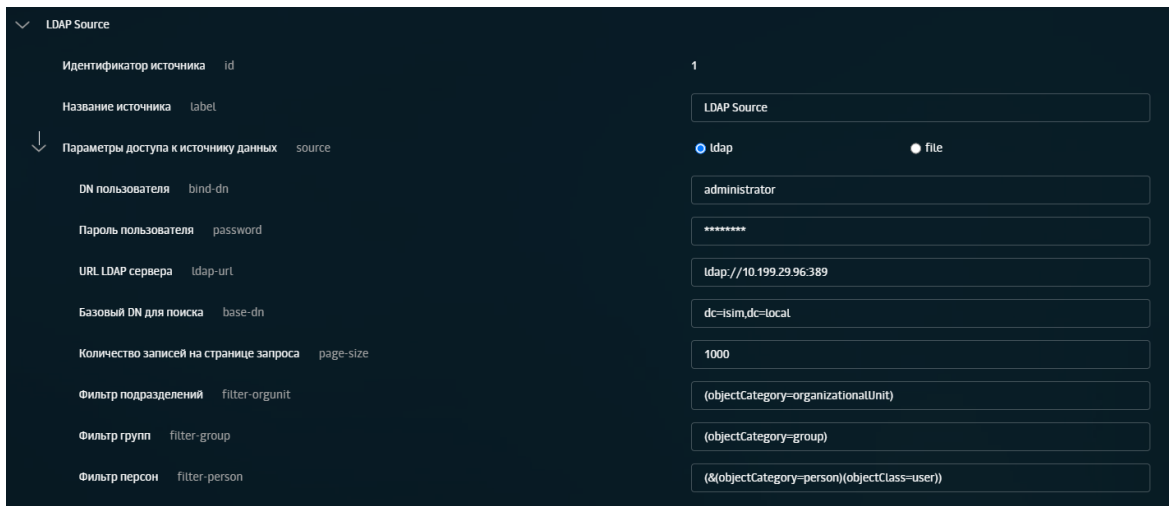 LDAP Source
Идентификатор источника id 1
Название источника label LDAP Source
Параметры доступа к источнику данных source ldap file
DN пользователя bind-dn administrator
Пароль пользователя password ********
URL LDAP сервера ldap-url ldap://10.199.29.96:389
Базовый DN для поиска base-dn dc=isim,dc=local
Количество записей на странице запроса page-size 1000
Фильтр подразделений filter-orgunit (objectCategory=organizationalUnit)
Фильтр групп filter-group (objectCategory=group)
Фильтр персон filter-person (&(objectCategory=person)(objectClass=user))